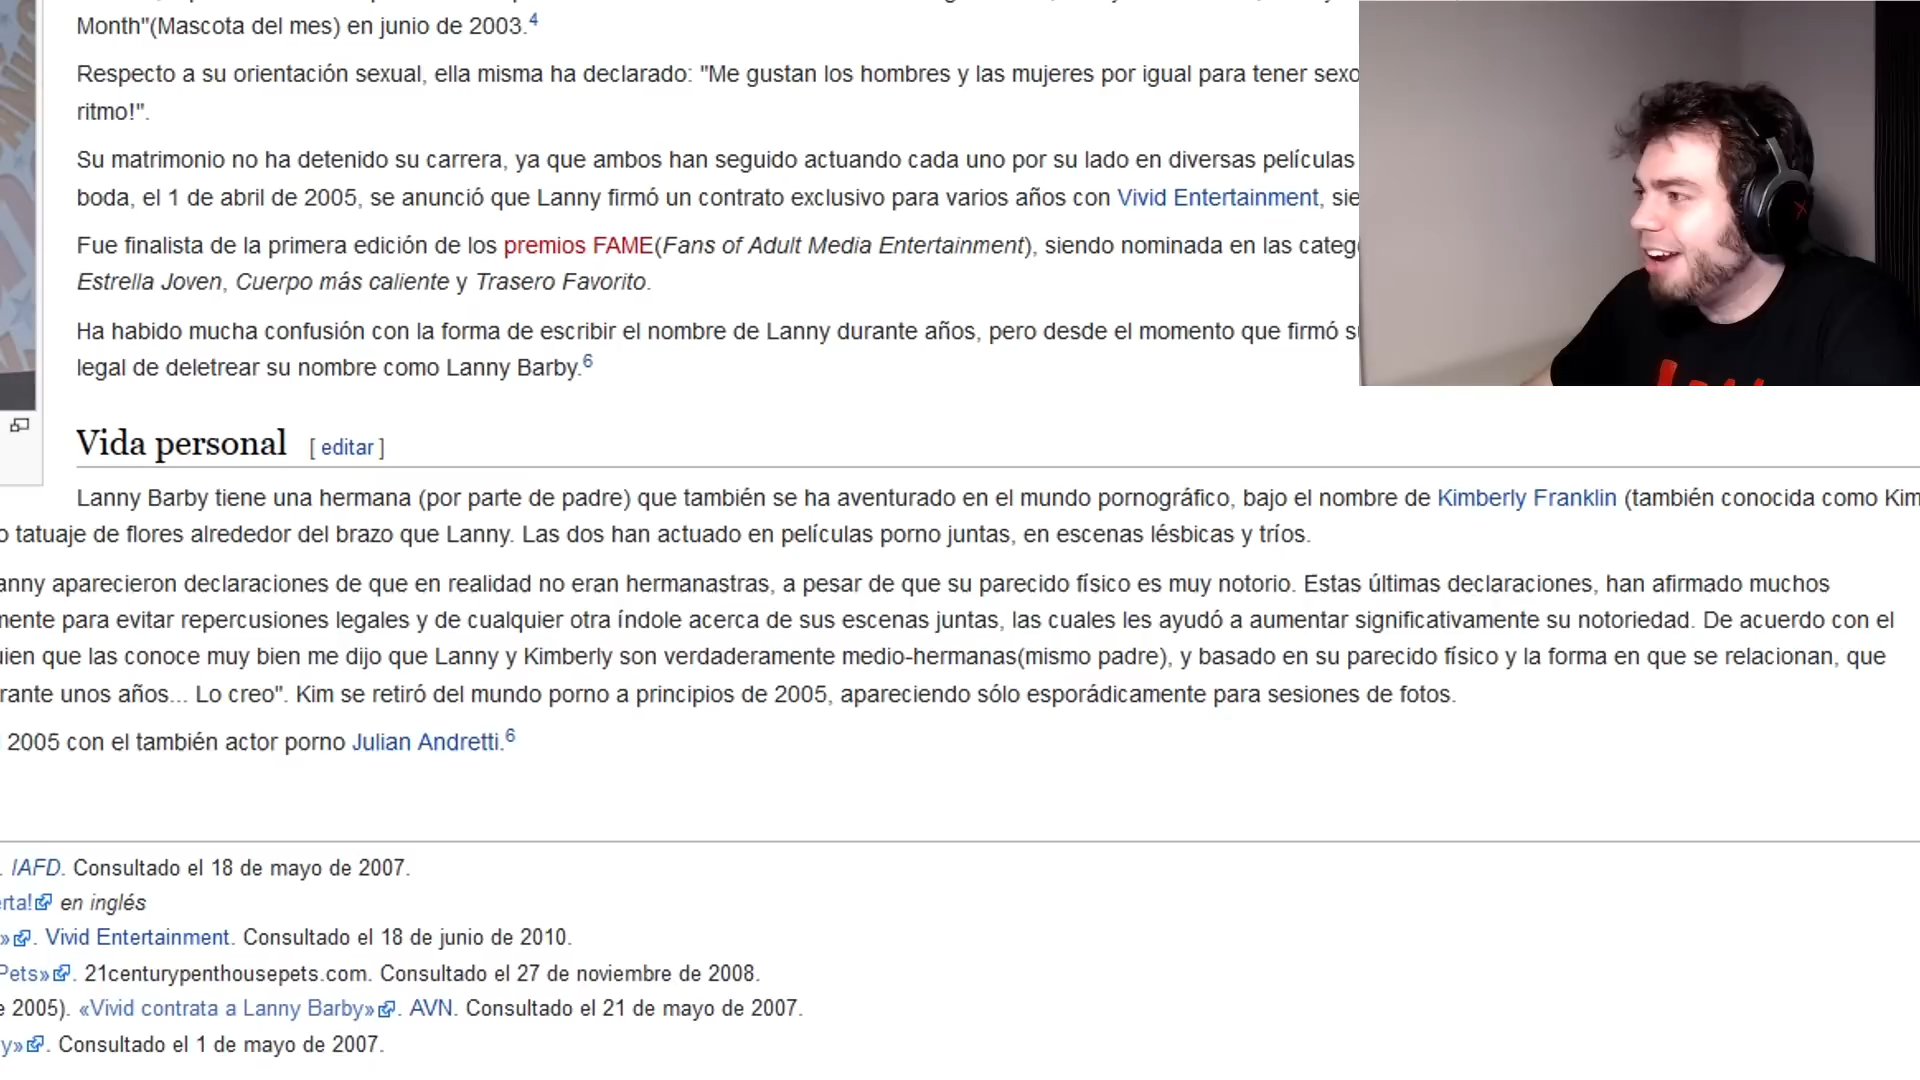 Month"(Mascota del mes) en junio de 2003.4
Respecto a su orientación sexual, ella misma ha declarado: "Me gustan los hombres y las mujeres por igual para tener sexo
ritmo!".
Su matrimonio no ha detenido su carrera, ya que ambos han seguido actuando cada uno por su lado en diversas películas
boda, el 1 de abril de 2005, se anunció que Lanny firmó un contrato exclusivo para varios años con Vivid Entertainment, sie
Fue finalista de la primera edición de los premios FAME(Fans of Adult Media Entertainment), siendo nominada en las categ
Estrella Joven, Cuerpo más caliente y Trasero Favorito.
Ha habido mucha confusión con la forma de escribir el nombre de Lanny durante años, pero desde el momento que firmó s
legal de deletrear su nombre como Lanny Barby.6
Vida personal [ editar ]
Lanny Barby tiene una hermana (por parte de padre) que también se ha aventurado en el mundo pornográfico, bajo el nombre de Kimberly Franklin (también conocida como Kim
o tatuaje de flores alrededor del brazo que Lanny. Las dos han actuado en películas porno juntas, en escenas lésbicas y tríos.
anny aparecieron declaraciones de que en realidad no eran hermanastras, a pesar de que su parecido físico es muy notorio. Estas últimas declaraciones, han afirmado muchos
mente para evitar repercusiones legales y de cualquier otra índole acerca de sus escenas juntas, las cuales les ayudó a aumentar significativamente su notoriedad. De acuerdo con el
uien que las conoce muy bien me dijo que Lanny y Kimberly son verdaderamente medio-hermanas(mismo padre), y basado en su parecido físico y la forma en que se relacionan, que
rante unos años... Lo creo". Kim se retiró del mundo porno a principios de 2005, apareciendo sólo esporádicamente para sesiones de fotos.
2005 con el también actor porno Julian Andretti.6
. IAFD. Consultado el 18 de mayo de 2007.
erta! en inglés
». Vivid Entertainment. Consultado el 18 de junio de 2010.
Pets». 21centurypenthousepets.com. Consultado el 27 de noviembre de 2008.
e 2005). «Vivid contrata a Lanny Barby». AVN. Consultado el 21 de mayo de 2007.
y». Consultado el 1 de mayo de 2007.